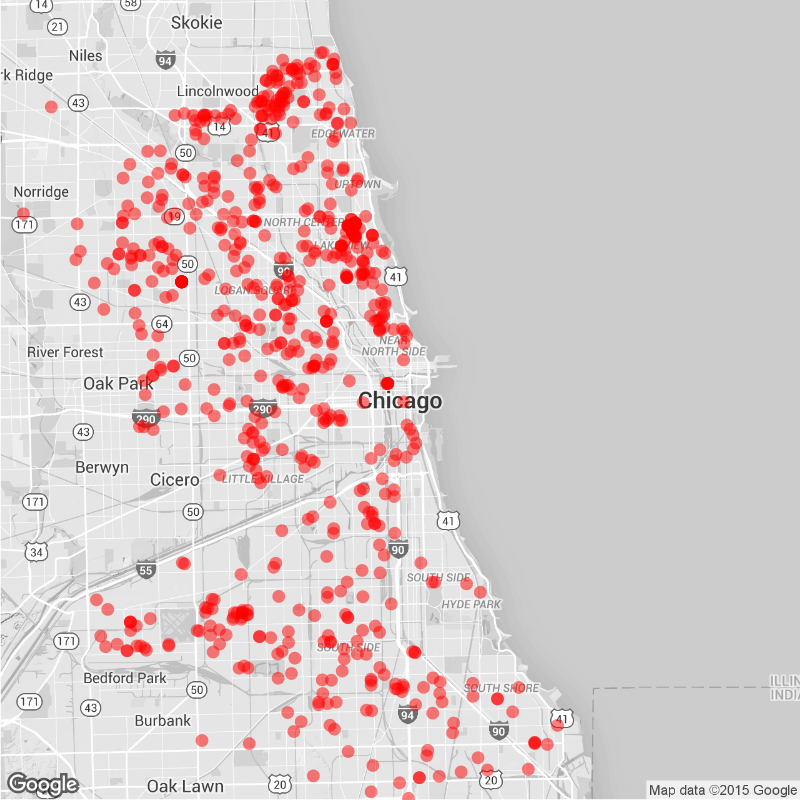 14
58
21
Skokie
Niles
94
rk Ridge
Lincolnwood
43
14
41
EDGEWATER
50
UPTOWN
Norridge
19
171
NORTH CENTER
LAKEVIEW
50
90
41
LOGAN SQUARE
43
64
NEAR
NORTH SIDE
River Forest
50
Oak Park
Chicago
290
290
43
Berwyn
Cicero
LITTLE VILLAGE
171
50
41
34
90
55
SOUTH SIDE
HYDE PARK
171
SOUTH SIDE
Bedford Park
ILLIN
INDIA
50
SOUTH SHORE
171
43
94
41
Burbank
90
20
20
Oak Lawn
Google
Map data ©2015 Google